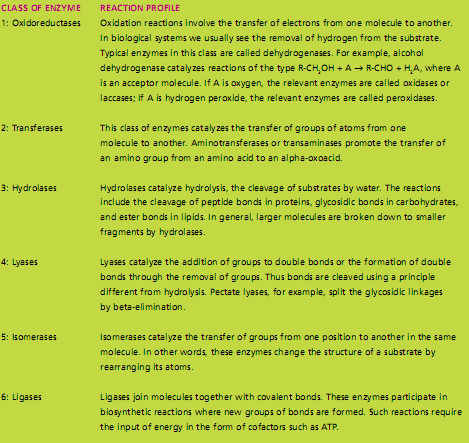 CLASS OF ENZYME REACTION PROFILE
1: Oxidoreductases Oxidation reactions involve the transfer of electrons from one molecule to another.
In biological systems we usually see the removal of hydrogen from the substrate.
Typical enzymes in this class are called dehydrogenases. For example, alcohol
dehydrogenase catalyzes reactions of the type R-CH₂OH + A → R-CHO + H₂A, where A
is an acceptor molecule. If A is oxygen, the relevant enzymes are called oxidases or
laccases; if A is hydrogen peroxide, the relevant enzymes are called peroxidases.
2: Transferases This class of enzymes catalyzes the transfer of groups of atoms from one
molecule to another. Aminotransferases or transaminases promote the transfer of
an amino group from an amino acid to an alpha-oxoacid.
3: Hydrolases Hydrolases catalyze hydrolysis, the cleavage of substrates by water. The reactions
include the cleavage of peptide bonds in proteins, glycosidic bonds in carbohydrates,
and ester bonds in lipids. In general, larger molecules are broken down to smaller
fragments by hydrolases.
4: Lyases Lyases catalyze the addition of groups to double bonds or the formation of double
bonds through the removal of groups. Thus bonds are cleaved using a principle
different from hydrolysis. Pectate lyases, for example, split the glycosidic linkages
by beta-elimination.
5: Isomerases Isomerases catalyze the transfer of groups from one position to another in the same
molecule. In other words, these enzymes change the structure of a substrate by
rearranging its atoms.
6: Ligases Ligases join molecules together with covalent bonds. These enzymes participate in
biosynthetic reactions where new groups of bonds are formed. Such reactions require
the input of energy in the form of cofactors such as ATP.